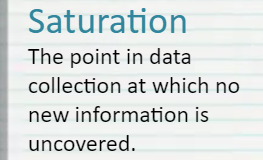 Saturation
The point in data
collection at which no
new information is
uncovered.